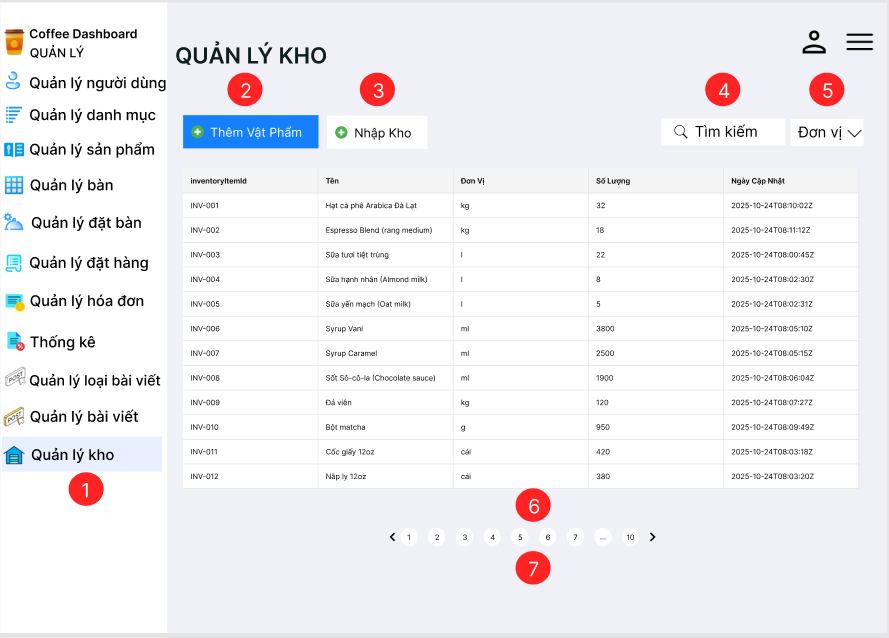 Coffee Dashboard
QUẢN LÝ
Quản lý người dùng
Quản lý danh mục
Quản lý sản phẩm
Quản lý bàn
Quản lý đặt bàn
Quản lý đặt hàng
Quản lý hóa đơn
Thống kê
POST Quản lý loại bài viết
POST Quản lý bài viết
Quản lý kho
1
QUẢN LÝ KHO
2 3 4 5
Thêm Vật Phẩm Nhập Kho Tìm kiếm Đơn vị
inventoryItemId Tên Đơn Vị Số Lượng Ngày Cập Nhật
INV-001 Hạt cà phê Arabica Đà Lạt kg 32 2025-10-24T08:10:02Z
INV-002 Espresso Blend (rang medium) kg 18 2025-10-24T08:11:12Z
INV-003 Sữa tươi tiệt trùng l 22 2025-10-24T08:00:45Z
INV-004 Sữa hạnh nhân (Almond milk) l 8 2025-10-24T08:02:30Z
INV-005 Sữa yến mạch (Oat milk) l 5 2025-10-24T08:02:31Z
INV-006 Syrup Vani ml 3800 2025-10-24T08:05:10Z
INV-007 Syrup Caramel ml 2500 2025-10-24T08:05:15Z
INV-008 Sốt Sô-cô-la (Chocolate sauce) ml 1900 2025-10-24T08:06:04Z
INV-009 Đá viên kg 120 2025-10-24T08:07:27Z
INV-010 Bột matcha g 950 2025-10-24T08:09:49Z
INV-011 Cốc giấy 12oz cái 420 2025-10-24T08:03:18Z
INV-012 Nắp ly 12oz cái 380 2025-10-24T08:03:20Z
6
1 2 3 4 5 6 7 ... 10
7